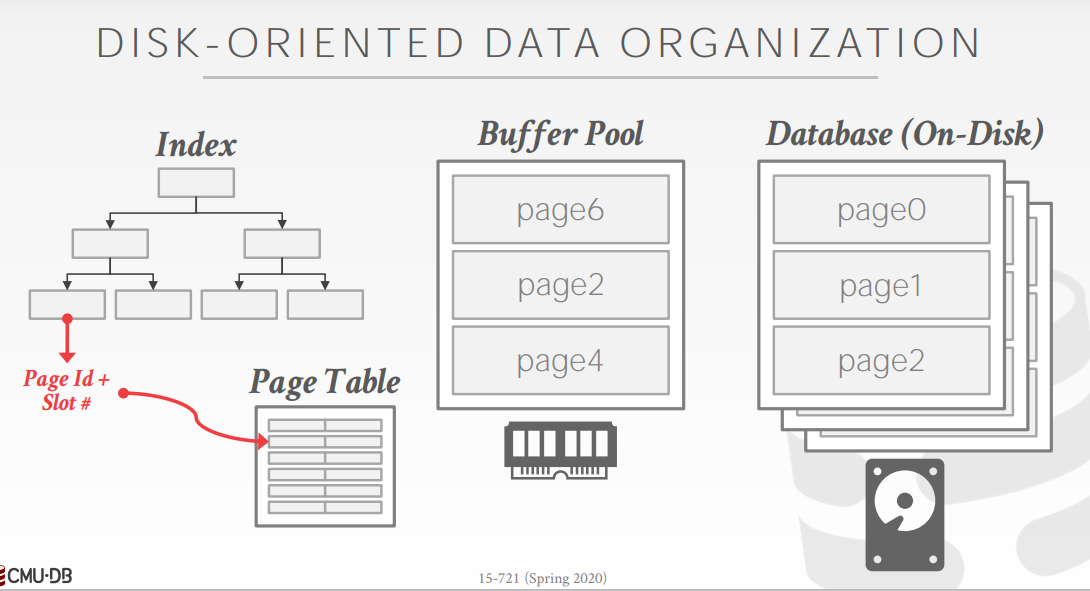 DISK-ORIENTED DATA ORGANIZATION
Index
Buffer Pool
Database (On-Disk)
page6
page2
page4
page0
page1
page2
Page Id +
Slot #
Page Table
CMU·DB
15-721 (Spring 2020)